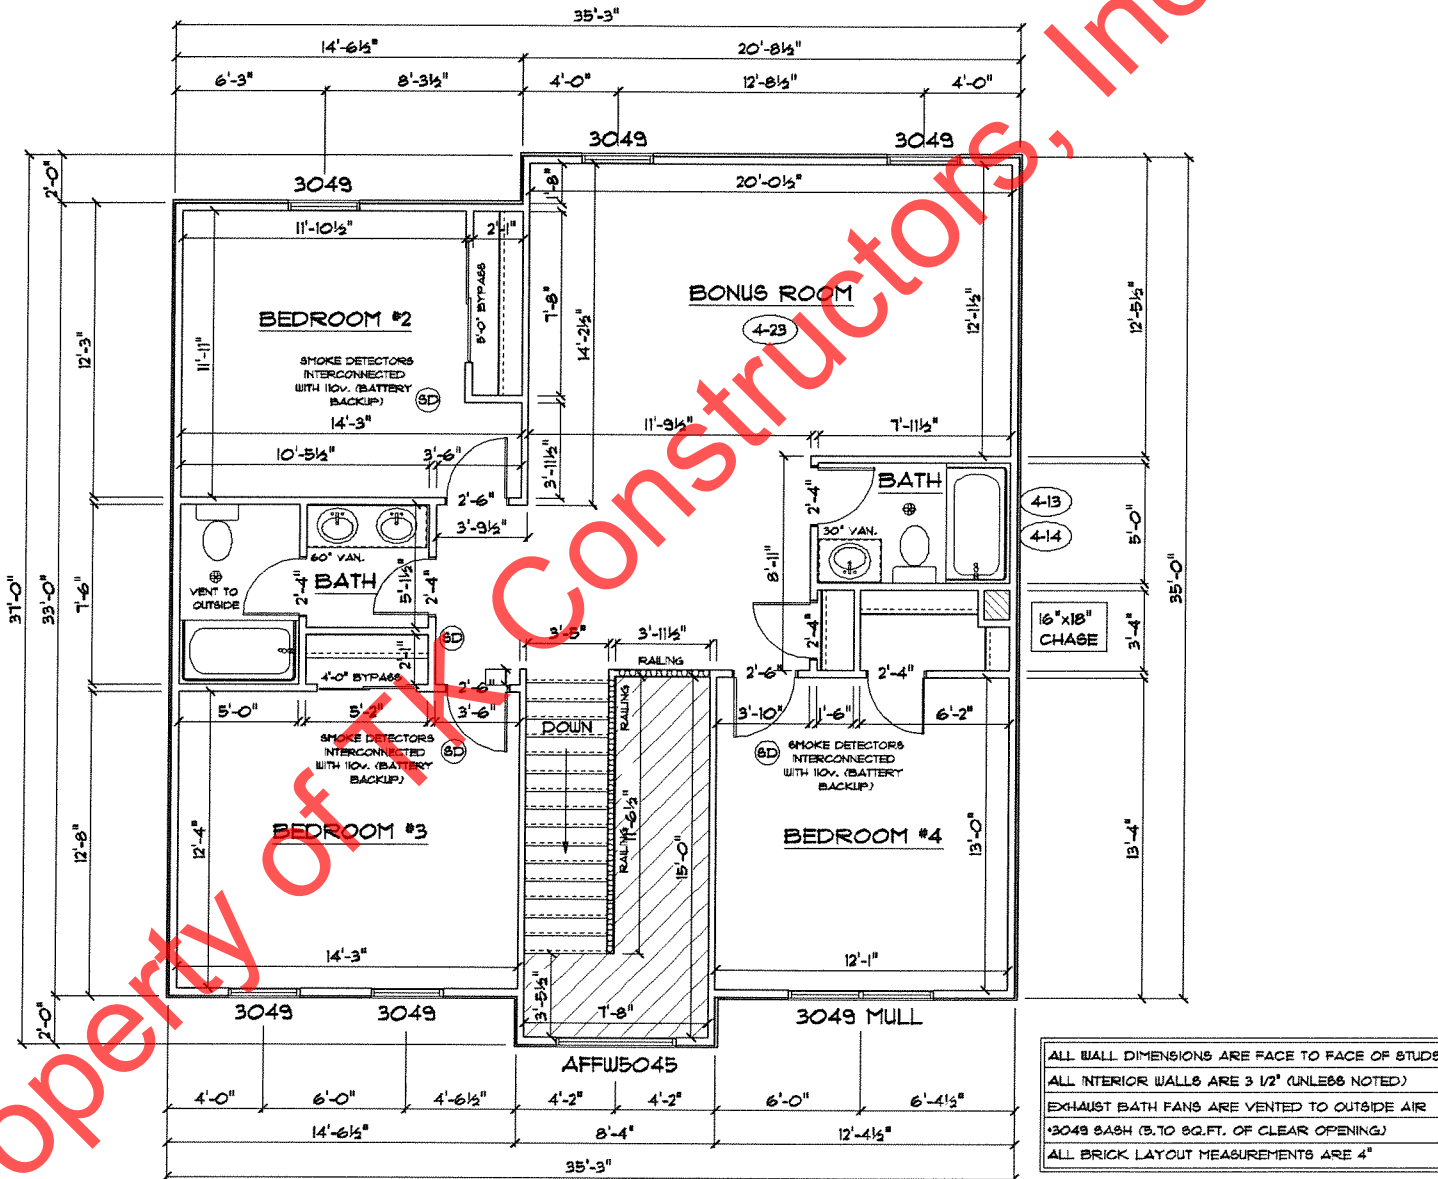 35'-3"
14'-6½"
20'-8½"
6'-3"
8'-3½"
4'-0"
12'-8½"
4'-0"
3049
3049
3049
2'-0"
1'-8"
20'-0½"
11'-10½"
2'-1"
5'-0" BYPASS
BEDROOM #2
BONUS ROOM
4-23
7'-8"
14'-2½"
12'-1½"
12'-5½"
12'-3"
11'-11"
SMOKE DETECTORS
INTERCONNECTED
WITH 110V. (BATTERY
BACKUP)
SD
14'-3"
11'-9½"
7'-11½"
10'-5½"
3'-6"
3'-11½"
2'-6"
3'-9½"
2'-4"
BATH
30" VAN.
4-13
4-14
5'-0"
60" VAN.
BATH
VENT TO
OUTSIDE
2'-4"
5'-1½"
2'-4"
8'-11"
37'-0"
33'-0"
7'-6"
35'-0"
16"x18"
CHASE
3'-4"
2'-4"
SD
2'-1"
4'-0" BYPASS
3'-5"
3'-11½"
RAILING
2'-6"
2'-6"
2'-4"
5'-0"
5'-2"
3'-6"
3'-10"
1'-6"
6'-2"
RAILING
DOWN
SMOKE DETECTORS
INTERCONNECTED
WITH 110V. (BATTERY
BACKUP)
SD
SD
SMOKE DETECTORS
INTERCONNECTED
WITH 110V. (BATTERY
BACKUP)
BEDROOM #3
BEDROOM #4
12'-8"
12'-4"
RAILING
11'-6½"
15'-0"
13'-0"
13'-4"
14'-3"
12'-1"
3'-5½"
7'-8"
2'-0"
3049
3049
3049 MULL
AFFW5045
4'-0"
6'-0"
4'-6½"
4'-2"
4'-2"
6'-0"
6'-4½"
14'-6½"
8'-4"
12'-4½"
35'-3"
ALL WALL DIMENSIONS ARE FACE TO FACE OF STUDS
ALL INTERIOR WALLS ARE 3 1/2" (UNLESS NOTED)
EXHAUST BATH FANS ARE VENTED TO OUTSIDE AIR
*3049 SASH (5.70 SQ.FT. OF CLEAR OPENING)
ALL BRICK LAYOUT MEASUREMENTS ARE 4"
operty of TK Constructors, Inc